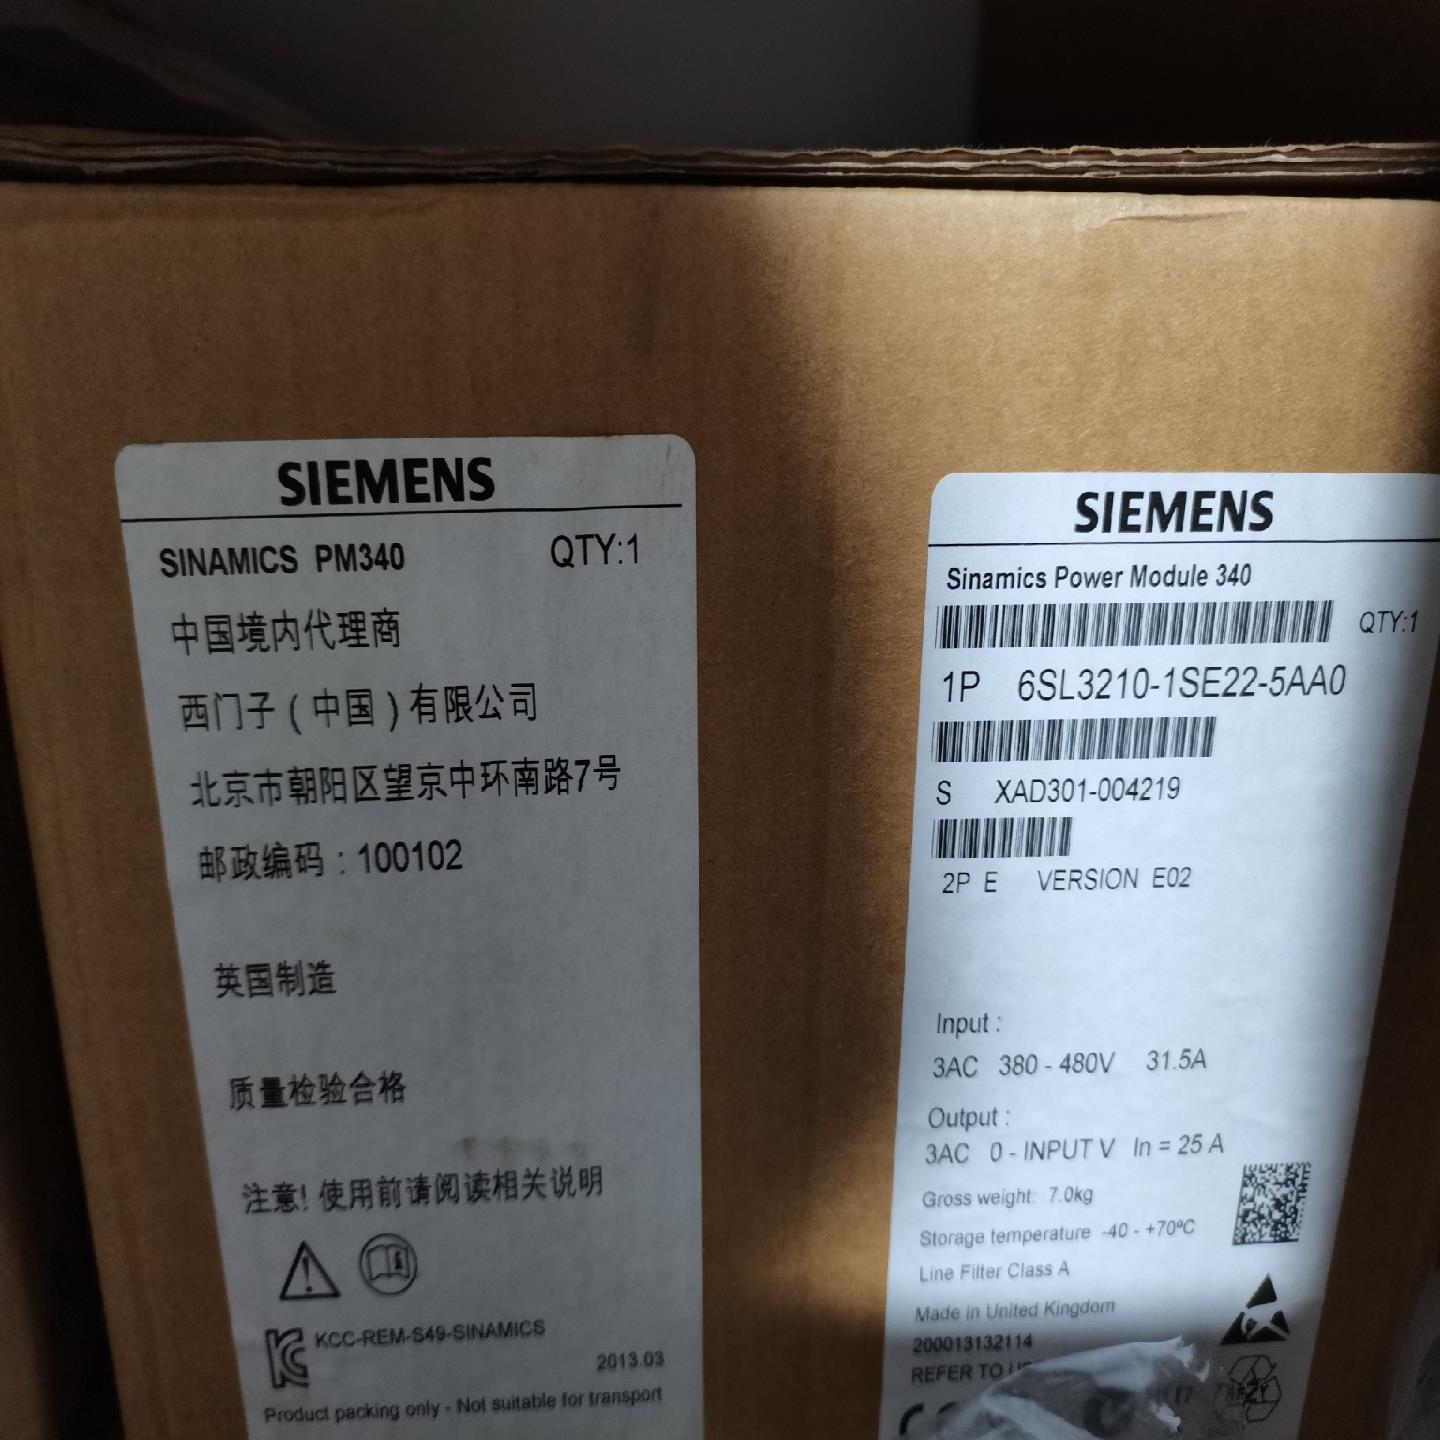 SIEMENS
SINAMICS PM340 QTY:1
中国境内代理商
西门子(中国)有限公司
北京市朝阳区望京中环南路7号
邮政编码:100102
英国制造
质量检验合格
注意!使用前请阅读相关说明
KCC-REM-S49-SINAMICS
2013.03
Product packing only - Not suitable for transport
SIEMENS
Sinamics Power Module 340
QTY:1
1P 6SL3210-1SE22-5AA0
S XAD301-004219
2P E VERSION E02
Input :
3AC 380 - 480V 31.5A
Output :
3AC 0 - INPUT V In = 25 A
Gross weight: 7.0kg
Storage temperature -40 - +70ºC
Line Filter Class A
Made in United Kingdom
200013132114
REFER TO